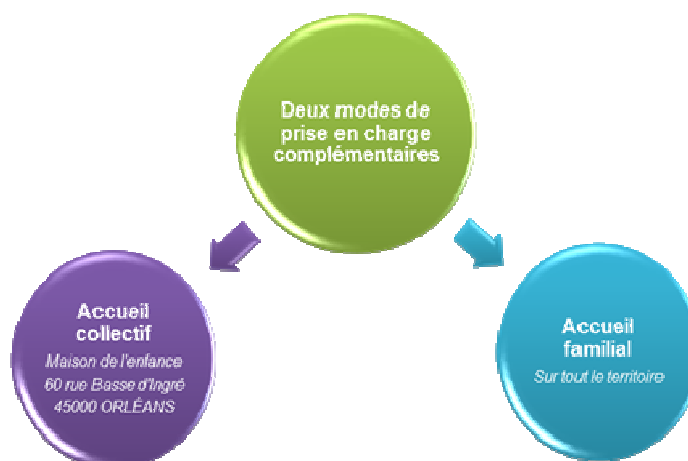 Deux modes de
prise en charge
complémentaires
Accueil
collectif
Maison de l'enfance
60 rue Basse d'Ingré
45000 ORLÉANS
Accueil
familial
Sur tout le territoire